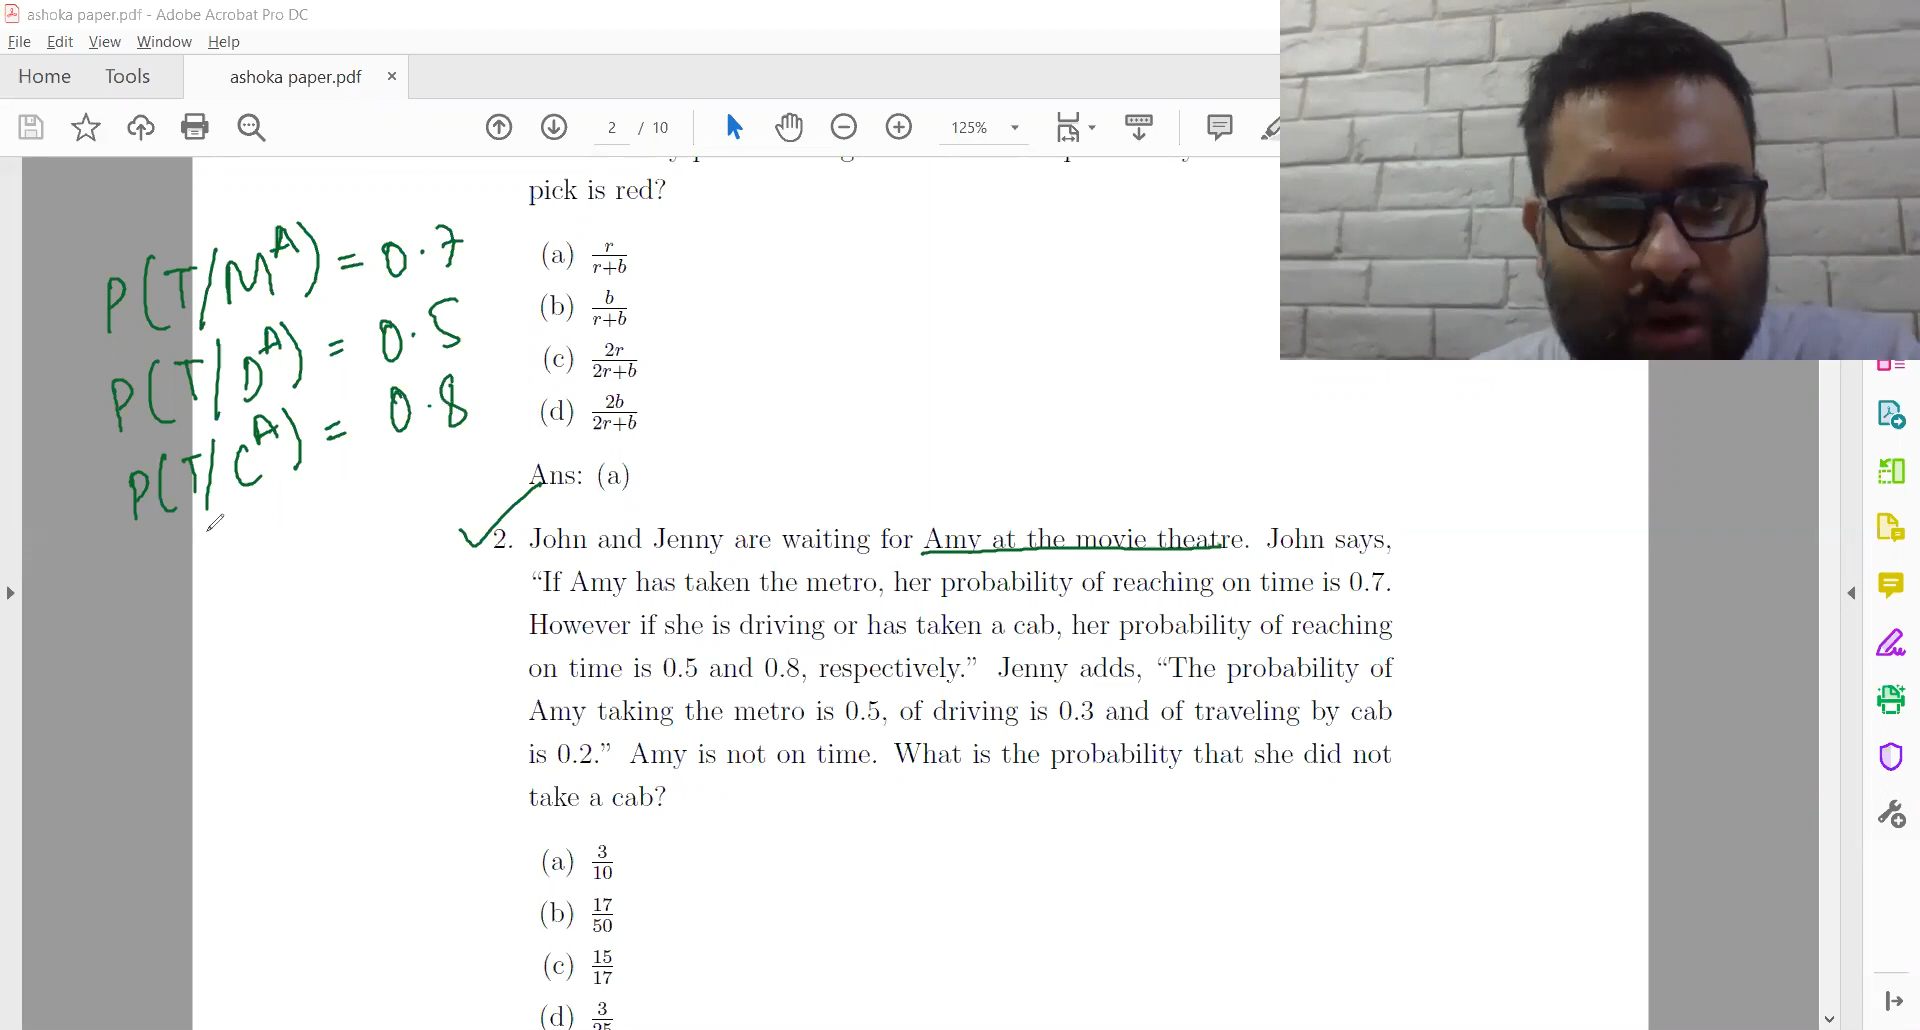 ashoka paper.pdf - Adobe Acrobat Pro DC
File Edit View Window Help
Home Tools ashoka paper.pdf ×
2 / 10 125%
pick is red?
(a) r/r+b
(b) b/r+b
(c) 2r/2r+b
(d) 2b/2r+b
Ans: (a)
P(T/M^A) = 0.7
P(T/D^A) = 0.5
P(T/C^A) = 0.8
2. John and Jenny are waiting for Amy at the movie theatre. John says,
“If Amy has taken the metro, her probability of reaching on time is 0.7.
However if she is driving or has taken a cab, her probability of reaching
on time is 0.5 and 0.8, respectively.” Jenny adds, “The probability of
Amy taking the metro is 0.5, of driving is 0.3 and of traveling by cab
is 0.2.” Amy is not on time. What is the probability that she did not
take a cab?
(a) 3/10
(b) 17/50
(c) 15/17
(d) 3/25